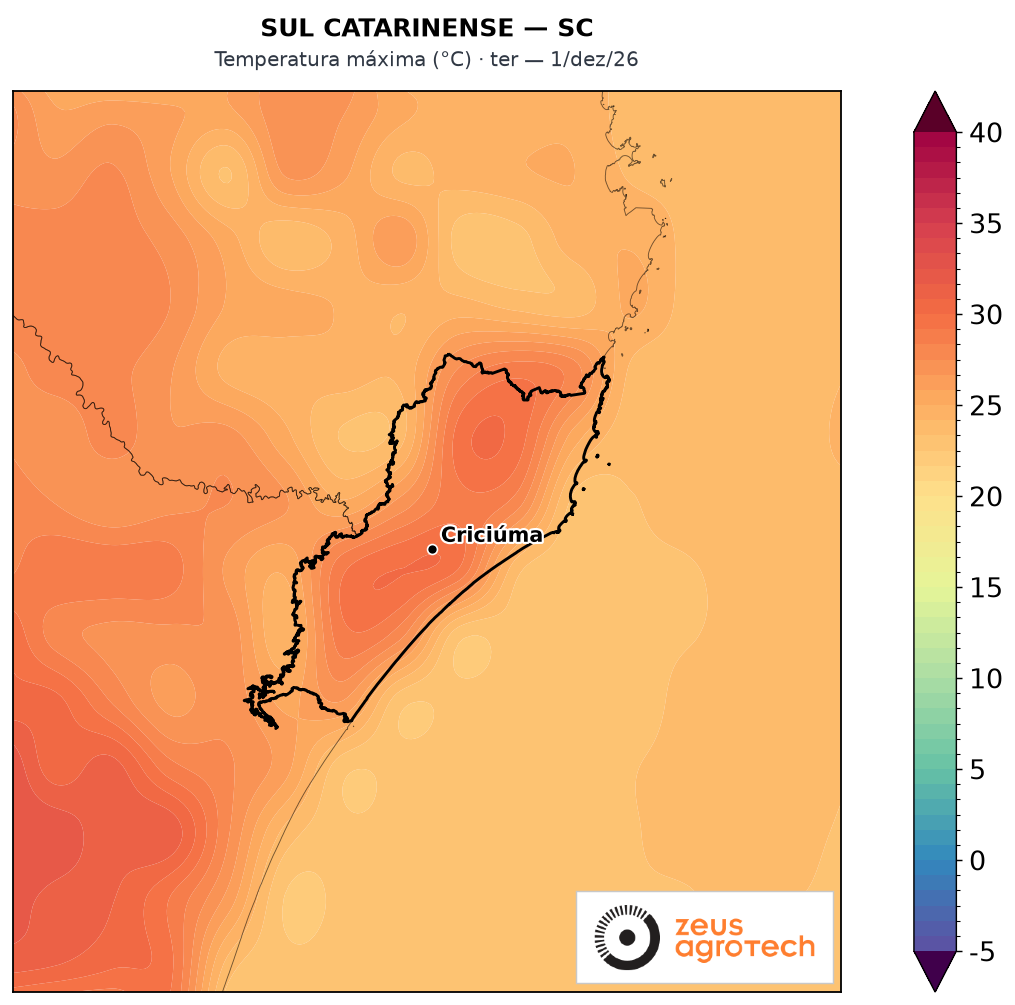 SUL CATARINENSE — SC
Temperatura máxima (°C) · ter — 1/dez/26
40
35
30
25
20
15
10
5
0
-5
Criciúma
zeus
agrotech